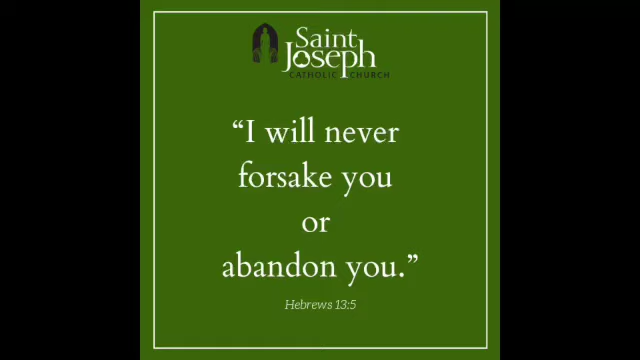 Saint
Joseph
CATHOLIC CHURCH
“I will never
forsake you
or
abandon you.”
Hebrews 13:5